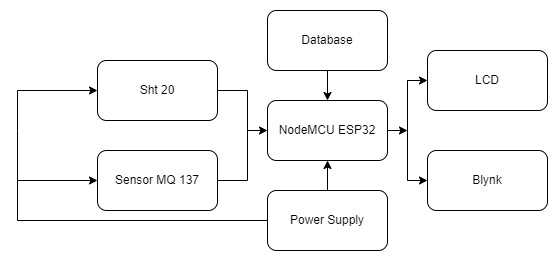 Database
Sht 20
LCD
NodeMCU ESP32
Sensor MQ 137
Blynk
Power Supply